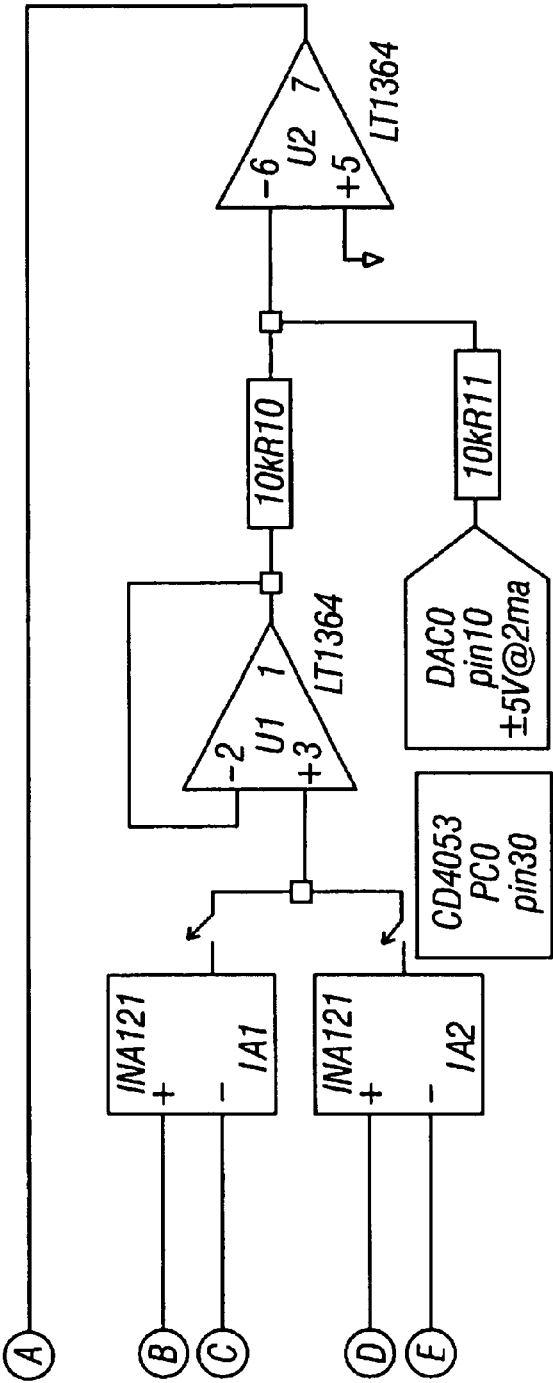 A
B
C
D
E
INA121
+
-
IA1
INA121
+
-
IA2
CD4053
PC0
pin30
-2
U1
1
+3
LT1364
10kR10
DAC0
pin10
±5V@2ma
10kR11
-6
U2
7
+5
LT1364